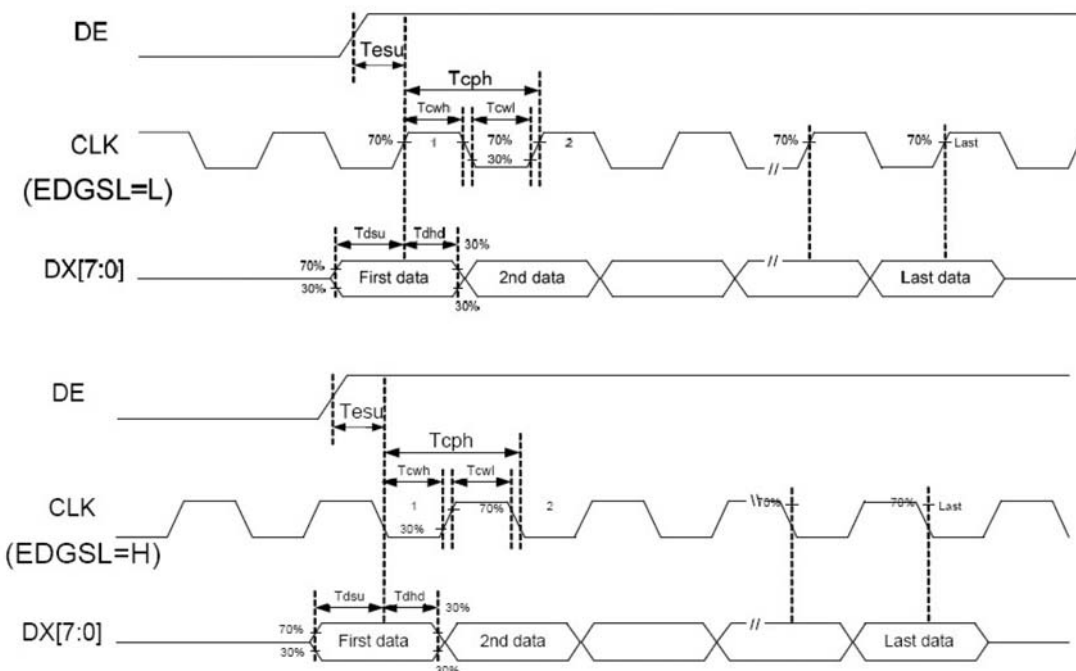 DE
Tesu
Tcph
Tcwh Tcwl
CLK 70% 1 70% 2 70% 70% Last
30%
(EDGSL=L)
//
Tdsu Tdhd 30%
DX[7:0] 70% First data 2nd data // Last data
30% 30%
DE
Tesu
Tcph
Tcwh Tcwl
CLK 1 70% 2 \\ 70% 70% Last
30%
(EDGSL=H)
Tdsu Tdhd 30%
DX[7:0] 70% First data 2nd data // Last data
30% 30%